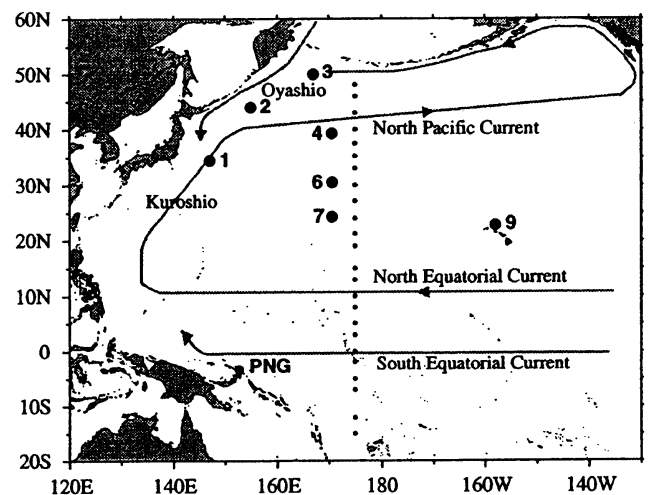 60N
50N
3
Oyashio
2
40N
4
North Pacific Current
1
30N
6
Kuroshio
7
9
20N
North Equatorial Current
10N
0
PNG
South Equatorial Current
10S
20S
120E 140E 160E 180 160W 140W